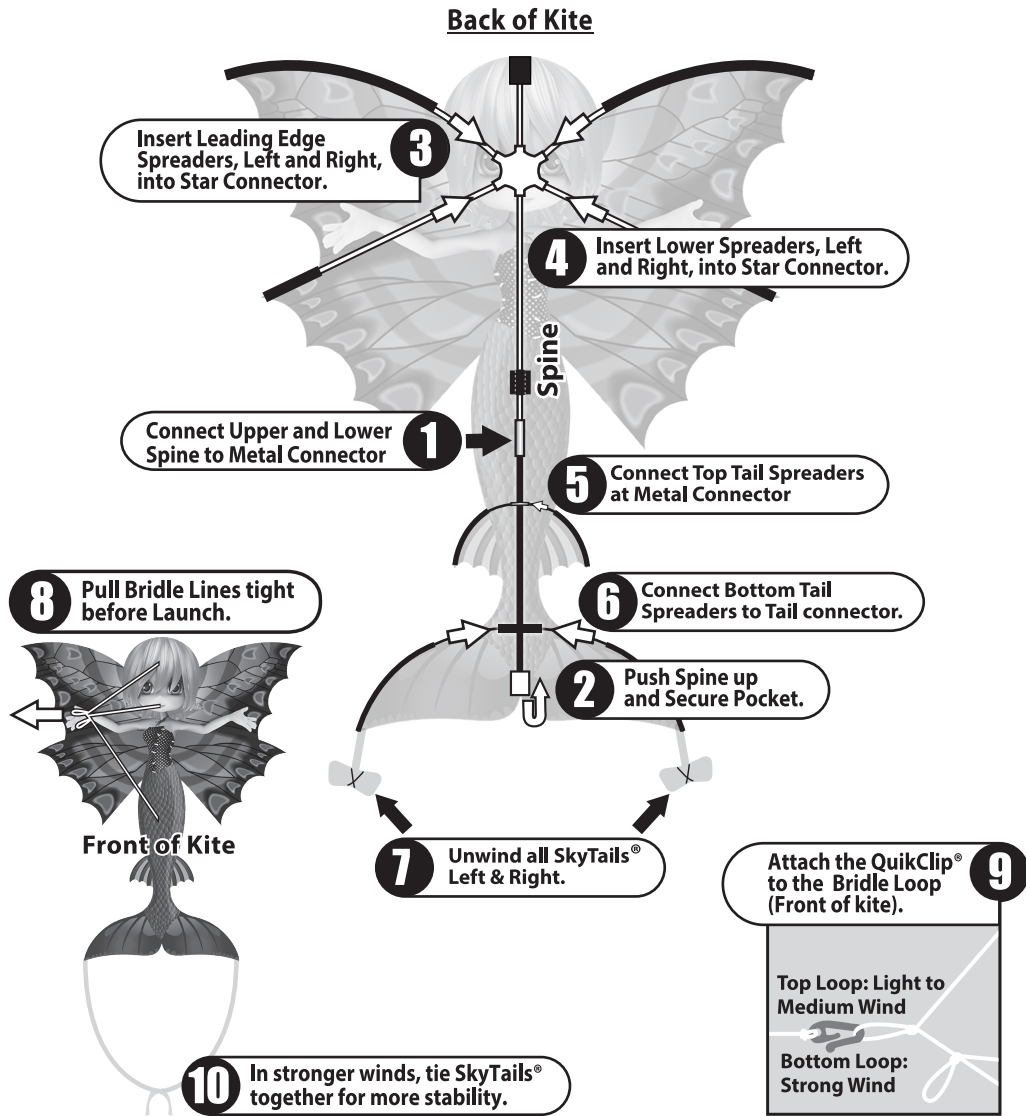 Back of Kite
3
Insert Leading Edge
Spreaders, Left and Right,
into Star Connector.
4
Insert Lower Spreaders, Left
and Right, into Star Connector.
Spine
Connect Upper and Lower
Spine to Metal Connector
1
5
Connect Top Tail Spreaders
at Metal Connector
8
Pull Bridle Lines tight
before Launch.
6
Connect Bottom Tail
Spreaders to Tail connector.
2
Push Spine up
and Secure Pocket.
Front of Kite
7
Unwind all SkyTails®
Left & Right.
Attach the QuikClip®
to the Bridle Loop
(Front of kite).
9
Top Loop: Light to
Medium Wind
Bottom Loop:
Strong Wind
10
In stronger winds, tie SkyTails®
together for more stability.